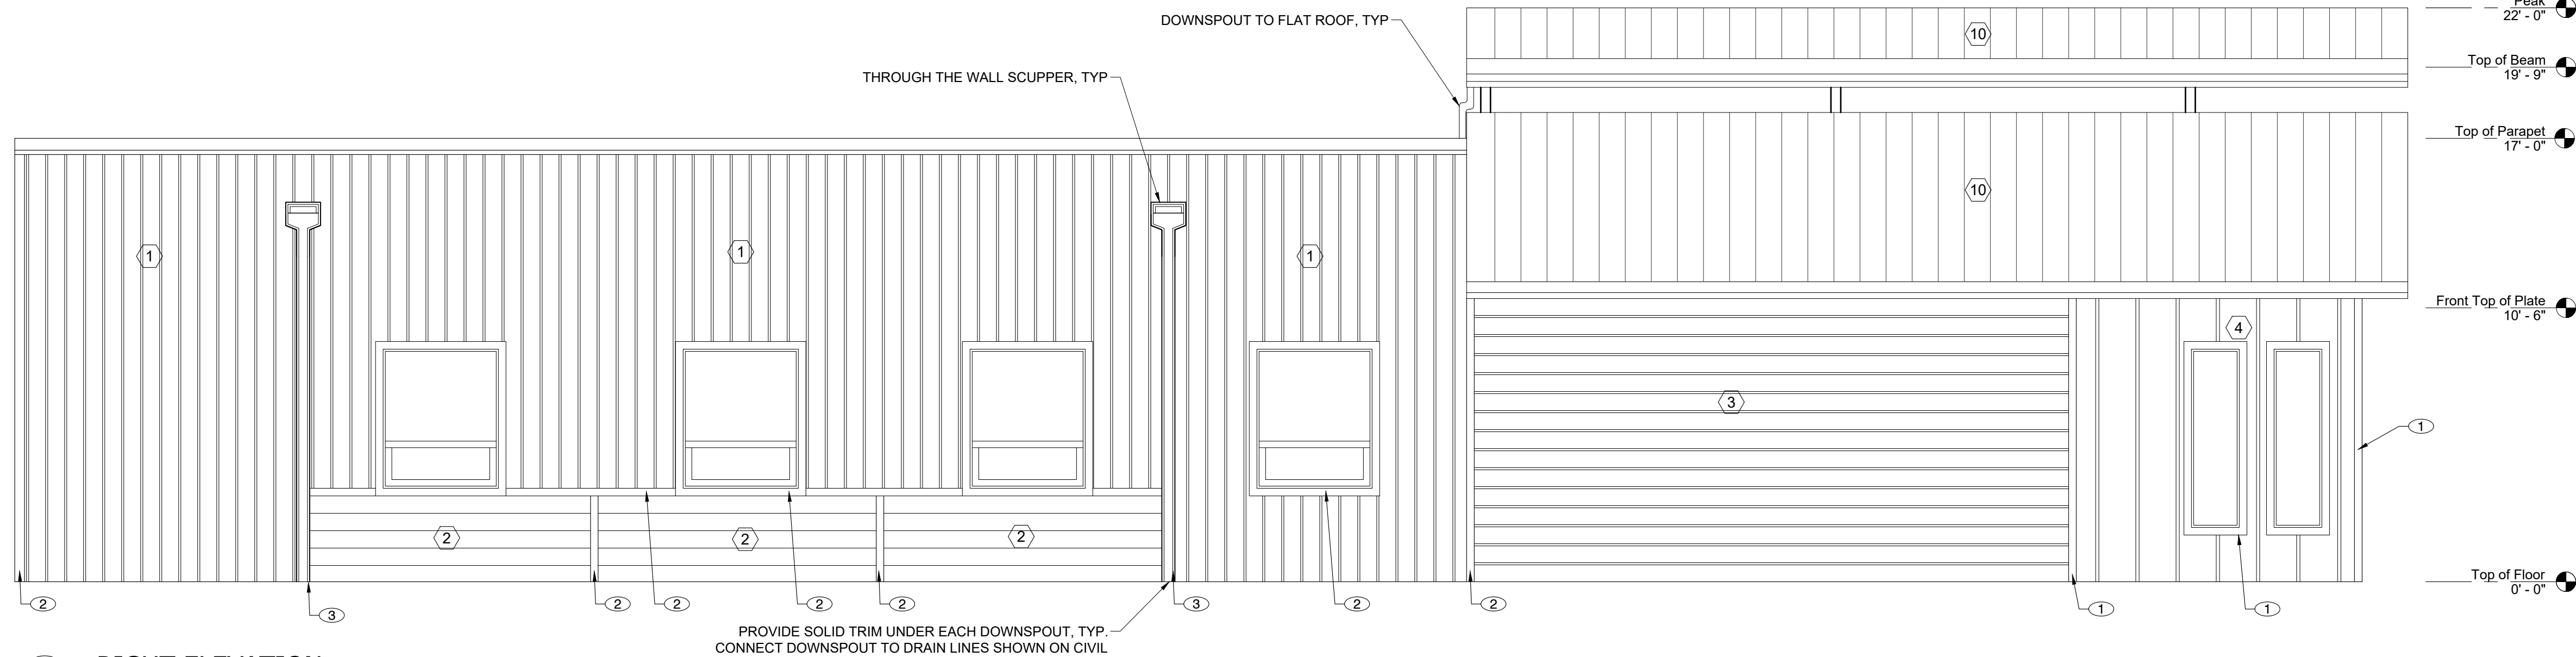 Peak
22' - 0"
DOWNSPOUT TO FLAT ROOF, TYP
10
Top of Beam
19' - 9"
THROUGH THE WALL SCUPPER, TYP
Top of Parapet
17' - 0"
10
1
1
1
Front Top of Plate
10' - 6"
4
3
1
2
2
2
Top of Floor
0' - 0"
2
3
2
2
2
2
3
2
2
1
1
PROVIDE SOLID TRIM UNDER EACH DOWNSPOUT, TYP.
CONNECT DOWNSPOUT TO DRAIN LINES SHOWN ON CIVIL
RIGHT ELEVATION